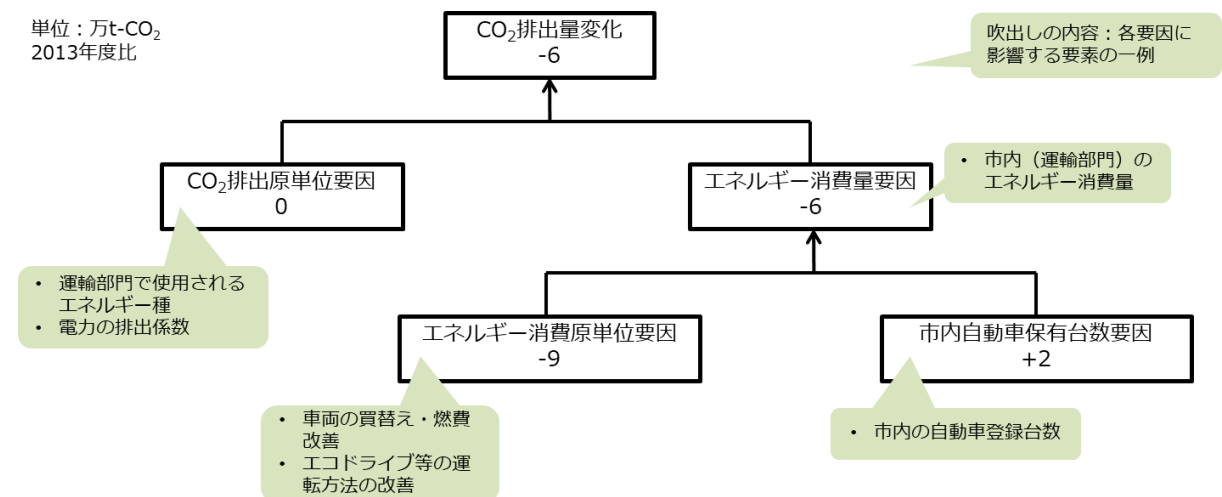 単位：万t-CO₂
2013年度比
CO₂排出量変化
-6
吹出しの内容：各要因に
影響する要素の一例
CO₂排出原単位要因
0
エネルギー消費量要因
-6
• 市内（運輸部門）の
エネルギー消費量
• 運輸部門で使用される
エネルギー種
• 電力の排出係数
エネルギー消費原単位要因
-9
市内自動車保有台数要因
+2
• 車両の買替え・燃費
改善
• エコドライブ等の運
転方法の改善
• 市内の自動車登録台数